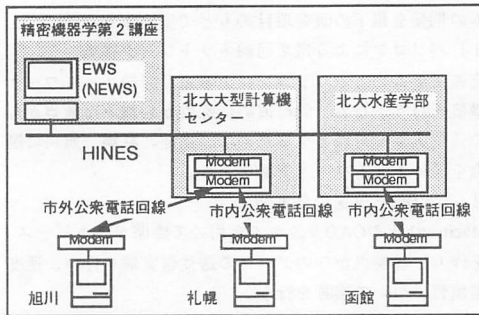 精密機器学第2講座
EWS
(NEWS)
北大大型計算機
センター
北大水産学部
HINES
Modem
Modem
Modem
Modem
市外公衆電話回線
市内公衆電話回線
市内公衆電話回線
Modem
Modem
Modem
旭川
札幌
函館